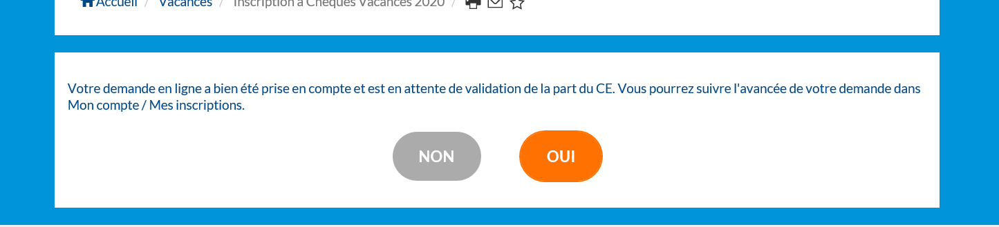 Accueil / Vacances / Inscription à Chèques Vacances 2020 /
Votre demande en ligne a bien été prise en compte et est en attente de validation de la part du CE. Vous pourrez suivre l'avancée de votre demande dans
Mon compte / Mes inscriptions.
NON OUI